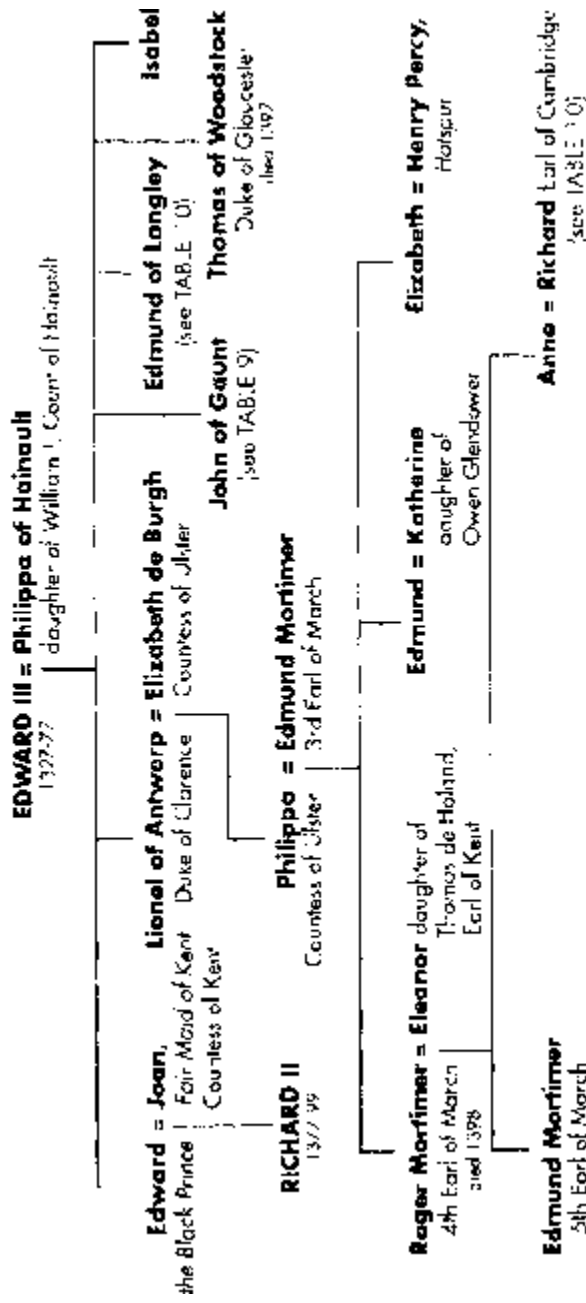 EDWARD III = Philippa of Hainault
1327-77
daughter of William I, Count of Hainault
Edward = Joan,
the Black Prince
Fair Maid of Kent
Countess of Kent
Lionel of Antwerp = Elizabeth de Burgh
Duke of Clarence
Countess of Ulster
John of Gaunt
(see TABLE 9)
Edmund of Langley
(see TABLE 10)
Thomas of Woodstock
Duke of Gloucester
died 1397
Isabel
RICHARD II
1377-99
Philippa = Edmund Mortimer
Countess of Ulster
3rd Earl of March
Roger Mortimer = Eleanor daughter of
4th Earl of March
died 1398
Thomas de Holand,
Earl of Kent
Edmund = Katherine
daughter of
Owen Glendower
Elizabeth = Henry Percy,
Hotspur
Edmund Mortimer
5th Earl of March
Anne = Richard Earl of Cambridge
(see TABLE 10)